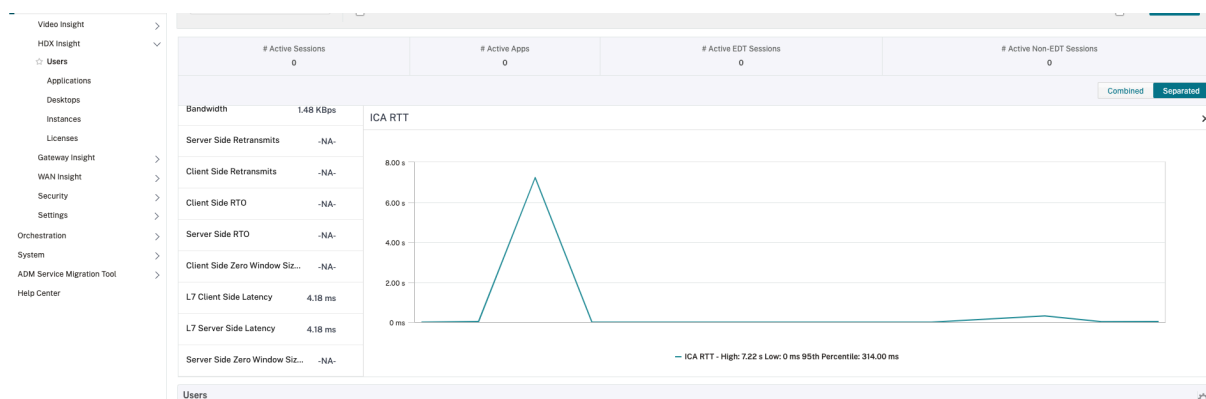 Video Insight
HDX Insight
Users
Applications
Desktops
Instances
Licenses
Gateway Insight
WAN Insight
Security
Settings
Orchestration
System
ADM Service Migration Tool
Help Center
# Active Sessions
0
# Active Apps
0
# Active EDT Sessions
0
# Active Non-EDT Sessions
0
Combined Separated
Bandwidth 1.48 KBps
Server Side Retransmits -NA-
Client Side Retransmits -NA-
Client Side RTO -NA-
Server Side RTO -NA-
Client Side Zero Window Siz... -NA-
L7 Client Side Latency 4.18 ms
L7 Server Side Latency 4.18 ms
Server Side Zero Window Siz... -NA-
ICA RTT
8.00 s
6.00 s
4.00 s
2.00 s
0 ms
ICA RTT - High: 7.22 s Low: 0 ms 95th Percentile: 314.00 ms
Users